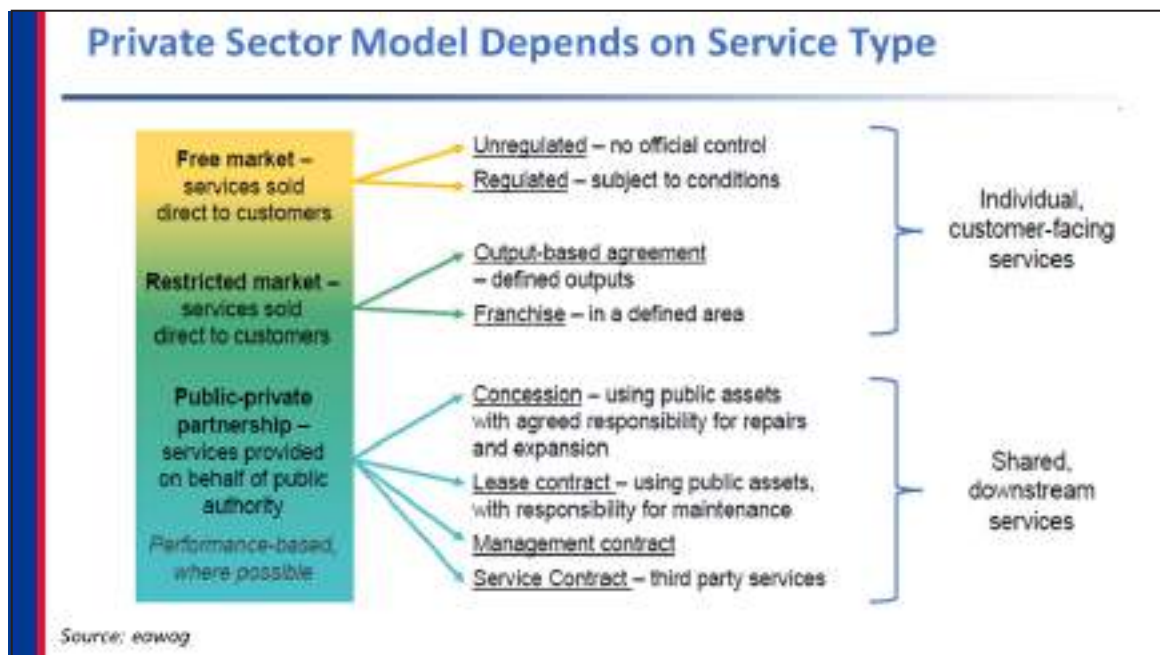 Private Sector Model Depends on Service Type
Free market –
services sold
direct to customers
Restricted market –
services sold
direct to customers
Public-private
partnership –
services provided
on behalf of public
authority
Performance-based,
where possible
Unregulated – no official control
Regulated – subject to conditions
Output-based agreement
– defined outputs
Franchise – in a defined area
Concession – using public assets
with agreed responsibility for repairs
and expansion
Lease contract – using public assets,
with responsibility for maintenance
Management contract
Service Contract – third party services
Individual,
customer-facing
services
Shared,
downstream
services
Source: eawag